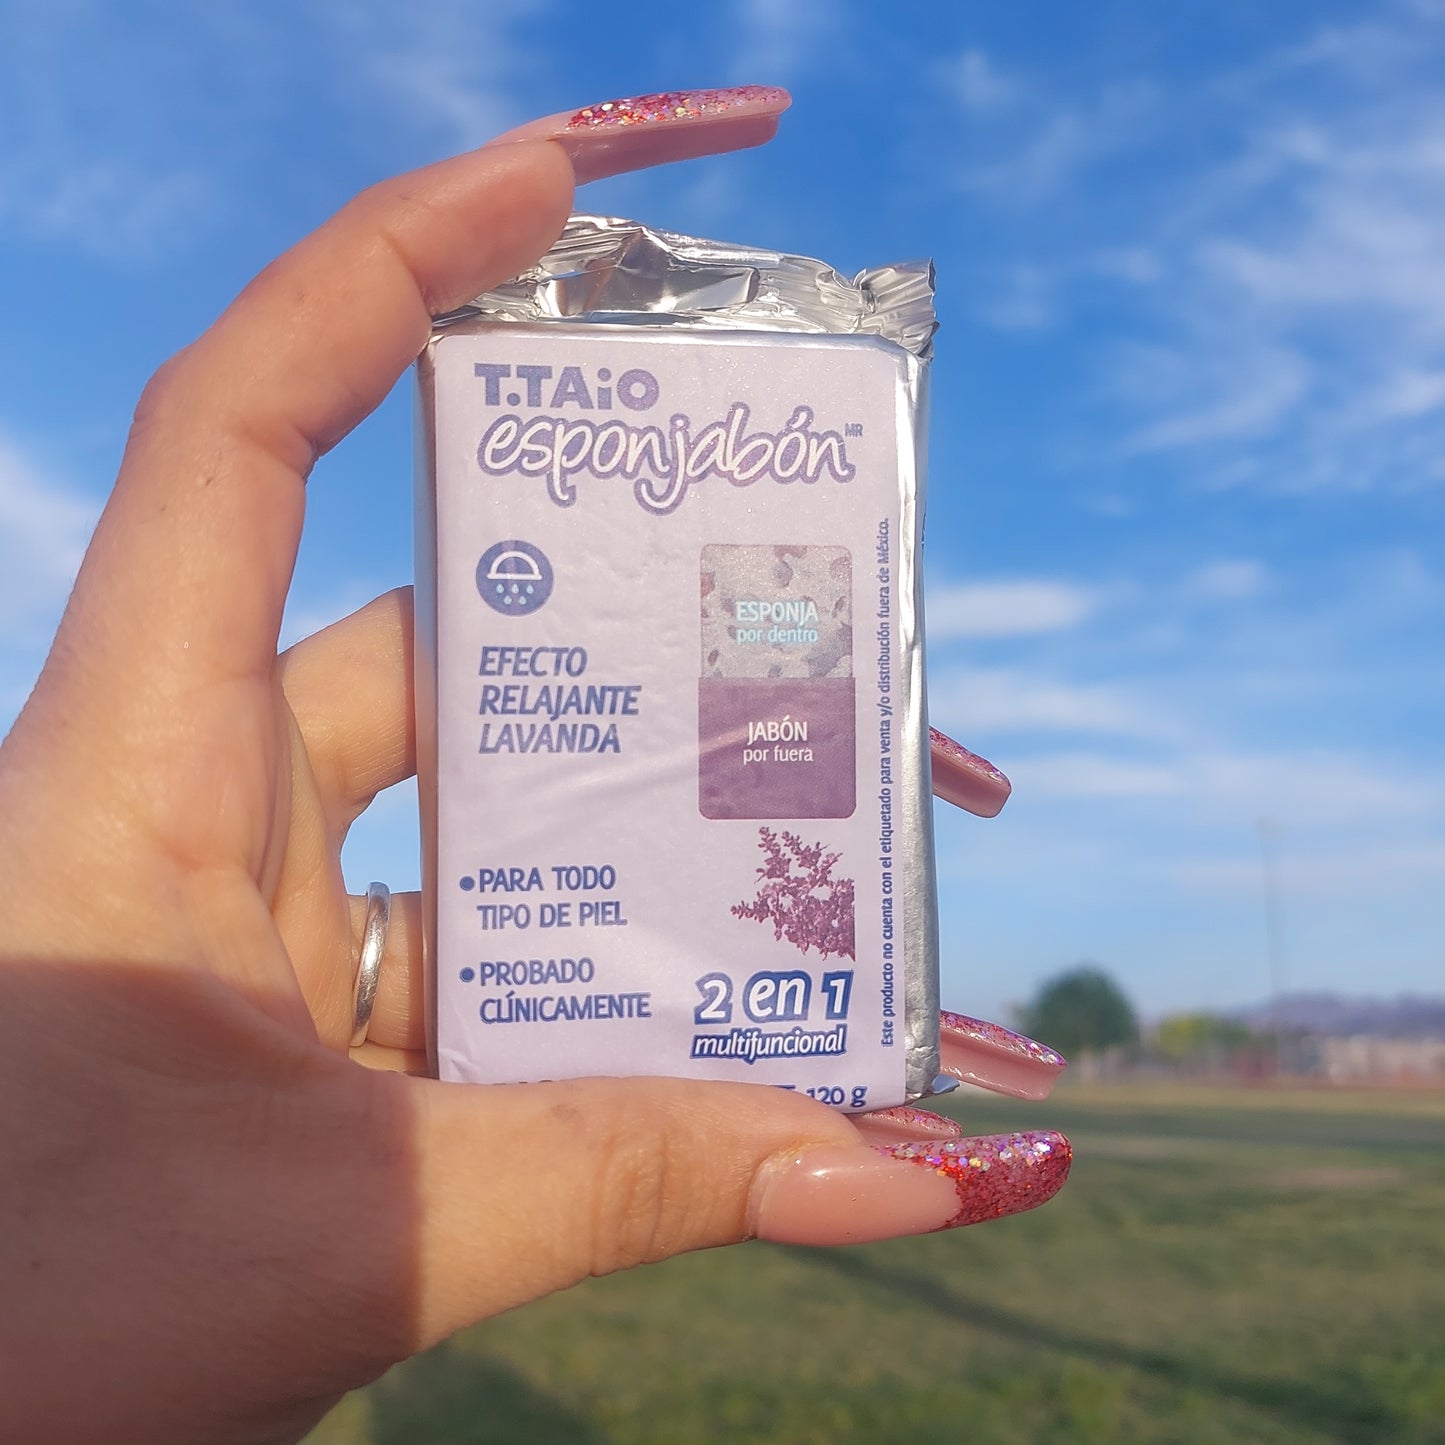 T.TAiO
esponjabón MR
EFECTO
RELAJANTE
LAVANDA
ESPONJA
por dentro
JABÓN
por fuera
PARA TODO
TIPO DE PIEL
PROBADO
CLÍNICAMENTE
2 en 1
multifuncional
120 g
Este producto no cuenta con el etiquetado para venta y/o distribución fuera de México.